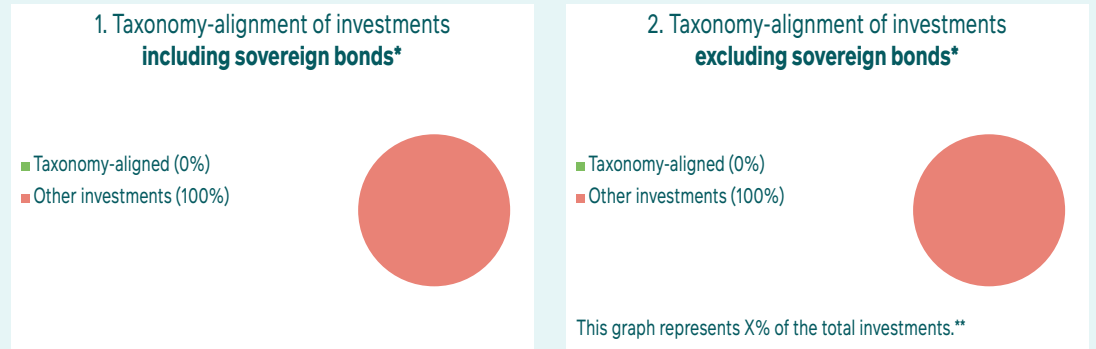 1. Taxonomy-alignment of investments
including sovereign bonds*
Taxonomy-aligned (0%)
Other investments (100%)
2. Taxonomy-alignment of investments
excluding sovereign bonds*
Taxonomy-aligned (0%)
Other investments (100%)
This graph represents X% of the total investments.**